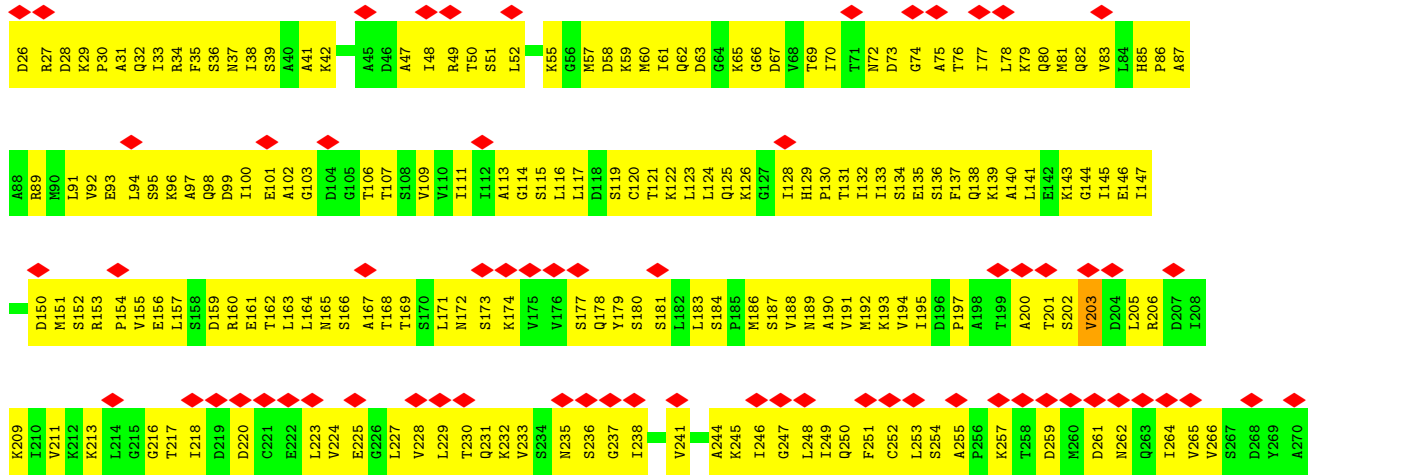 D26 R27 D28 K29 P30 A31 Q32 I33 R34 F35 S36 N37 I38 S39 A40 A41 K42 A45 D46 A47 I48 R49 T50 S51 L52 K55 G56 M57 D58 K59 M60 I61 Q62 D63 G64 K65 G66 D67 V68 T69 I70 T71 N72 D73 G74 A75 T76 I77 L78 K79 Q80 M81 Q82 V83 L84 H85 P86 A87
A88 R89 M90 L91 V92 E93 L94 S95 K96 A97 Q98 D99 I100 E101 A102 G103 D104 G105 T106 T107 S108 V109 V110 I111 I112 A113 G114 S115 L116 L117 D118 S119 C120 T121 K122 L123 L124 Q125 K126 G127 I128 H129 P130 T131 I132 I133 S134 E135 S136 F137 Q138 K139 A140 L141 E142 K143 G144 I145 E146 I147
D150 M151 S152 R153 P154 V155 E156 L157 S158 D159 R160 E161 T162 L163 L164 N165 S166 A167 T168 T169 S170 L171 N172 S173 K174 V175 V176 S177 Q178 Y179 S180 S181 L182 L183 S184 P185 M186 S187 V188 N189 A190 V191 M192 K193 V194 I195 D196 P197 A198 T199 A200 T201 S202 V203 D204 L205 R206 D207 I208
K209 I210 V211 K212 K213 L214 G215 G216 T217 I218 D219 D220 C221 E222 L223 V224 E225 G226 L227 V228 L229 T230 Q231 K232 V233 S234 N235 S236 G237 I238 V241 A244 K245 I246 G247 L248 I249 Q250 F251 C252 L253 S254 A255 P256 K257 T258 D259 M260 D261 N262 Q263 I264 V265 V266 S267 D268 Y269 A270